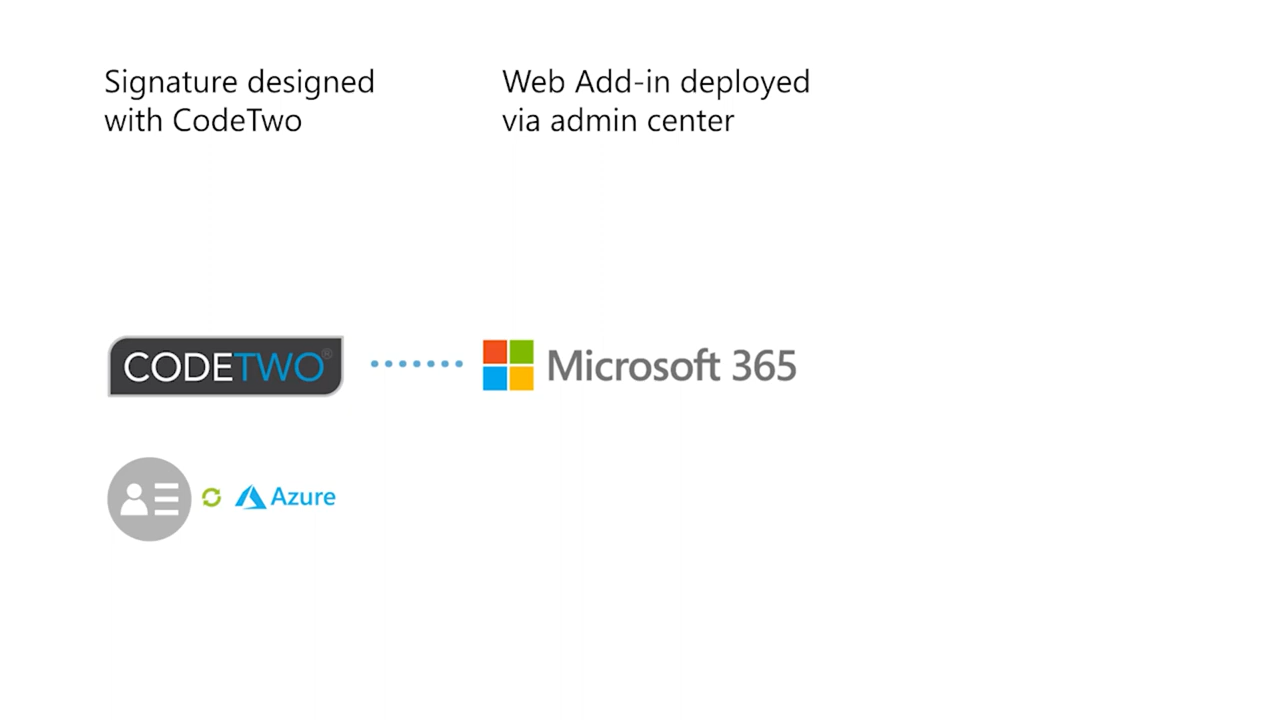 Signature designed
with CodeTwo
Web Add-in deployed
via admin center
CODETWO®
Microsoft 365
Azure